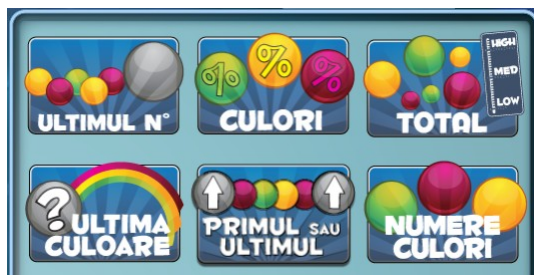 ULTIMUL N°
% % %
CULORI
HIGH
MED
LOW
TOTAL
?
ULTIMA
CULOARE
PRIMUL SAU
ULTIMUL
NUMERE
CULORI